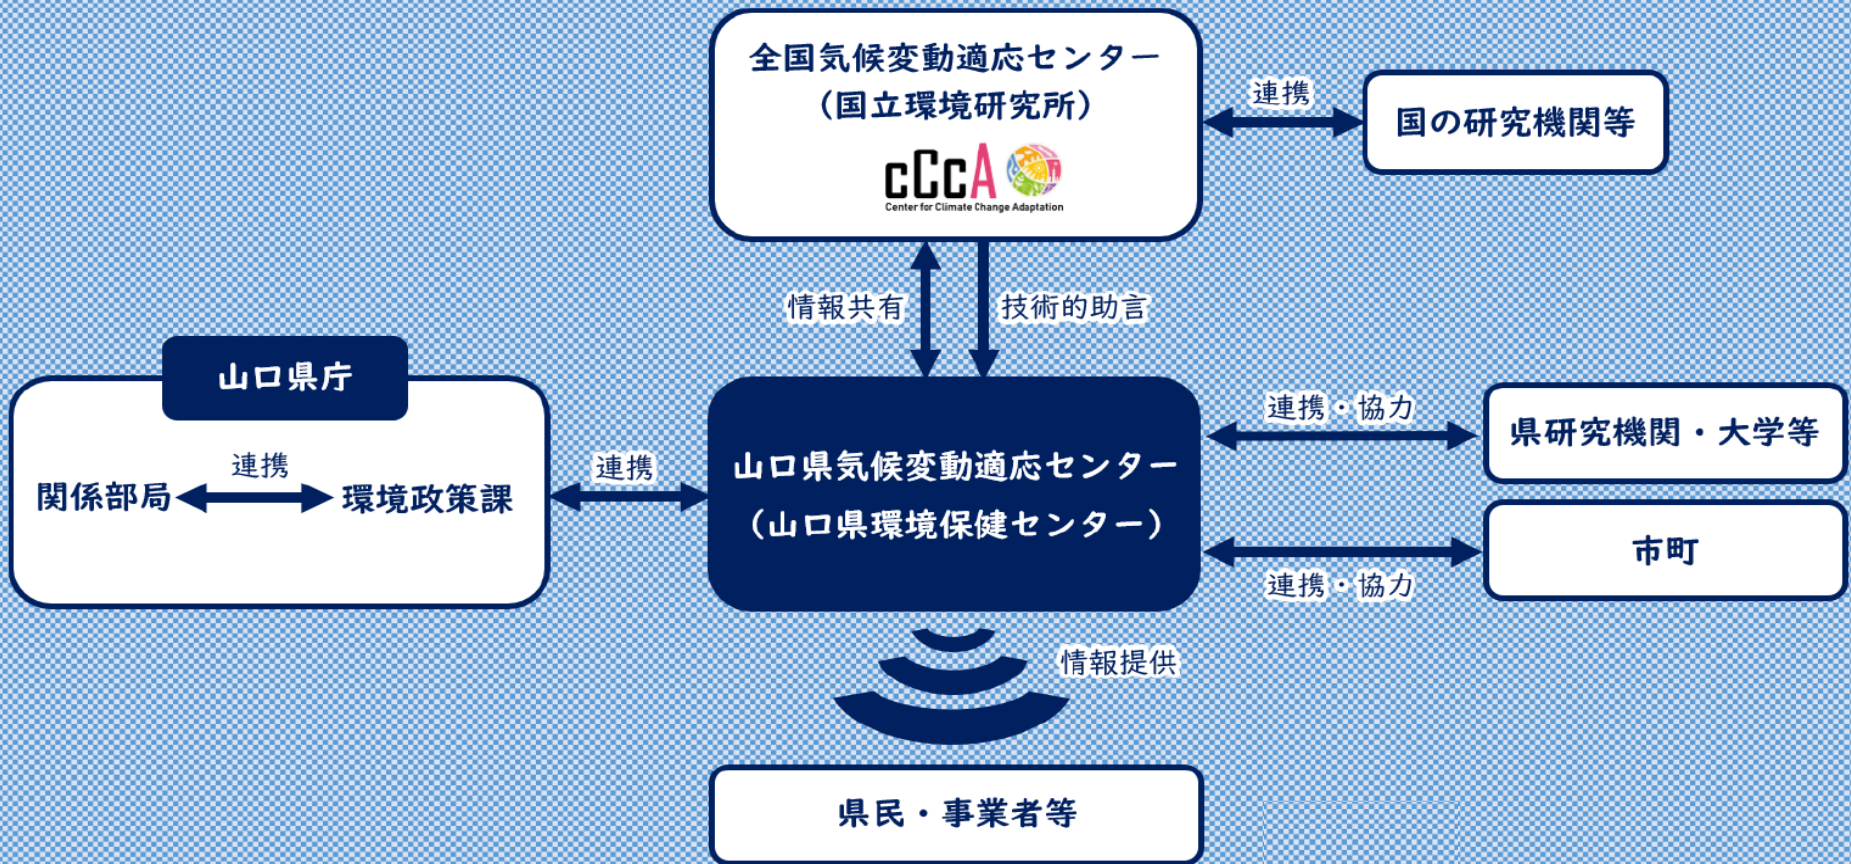 全国気候変動適応センター
（国立環境研究所）
cCcA
Center for Climate Change Adaptation
連携
国の研究機関等
情報共有
技術的助言
山口県庁
関係部局
連携
環境政策課
連携
山口県気候変動適応センター
（山口県環境保健センター）
連携・協力
県研究機関・大学等
市町
連携・協力
情報提供
県民・事業者等